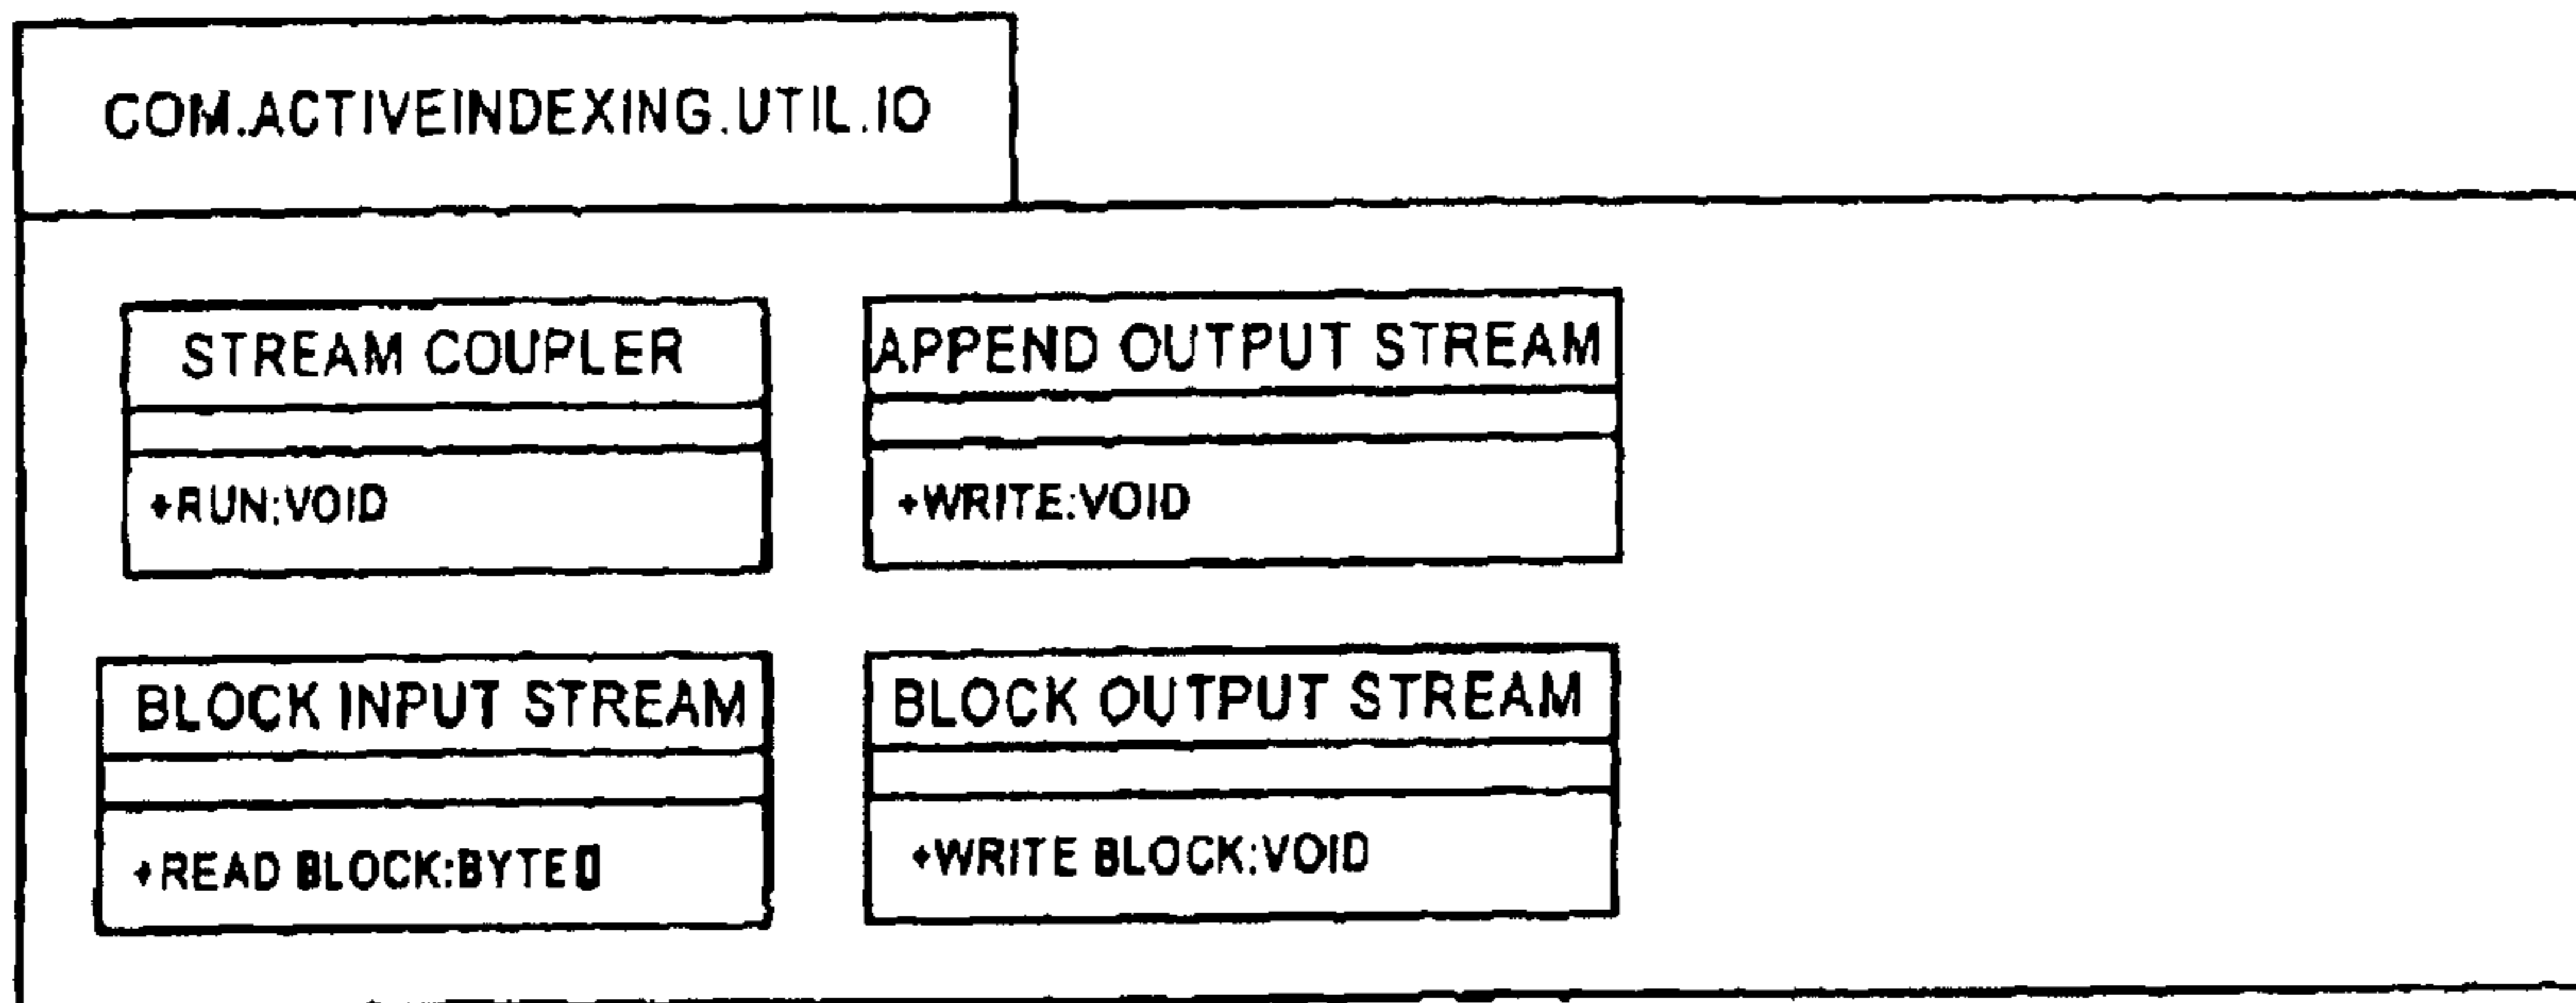 COM.ACTIVEINDEXING.UTIL.IO
STREAM COUPLER
+RUN:VOID
APPEND OUTPUT STREAM
+WRITE:VOID
BLOCK INPUT STREAM
+READ BLOCK:BYTE[]
BLOCK OUTPUT STREAM
+WRITE BLOCK:VOID